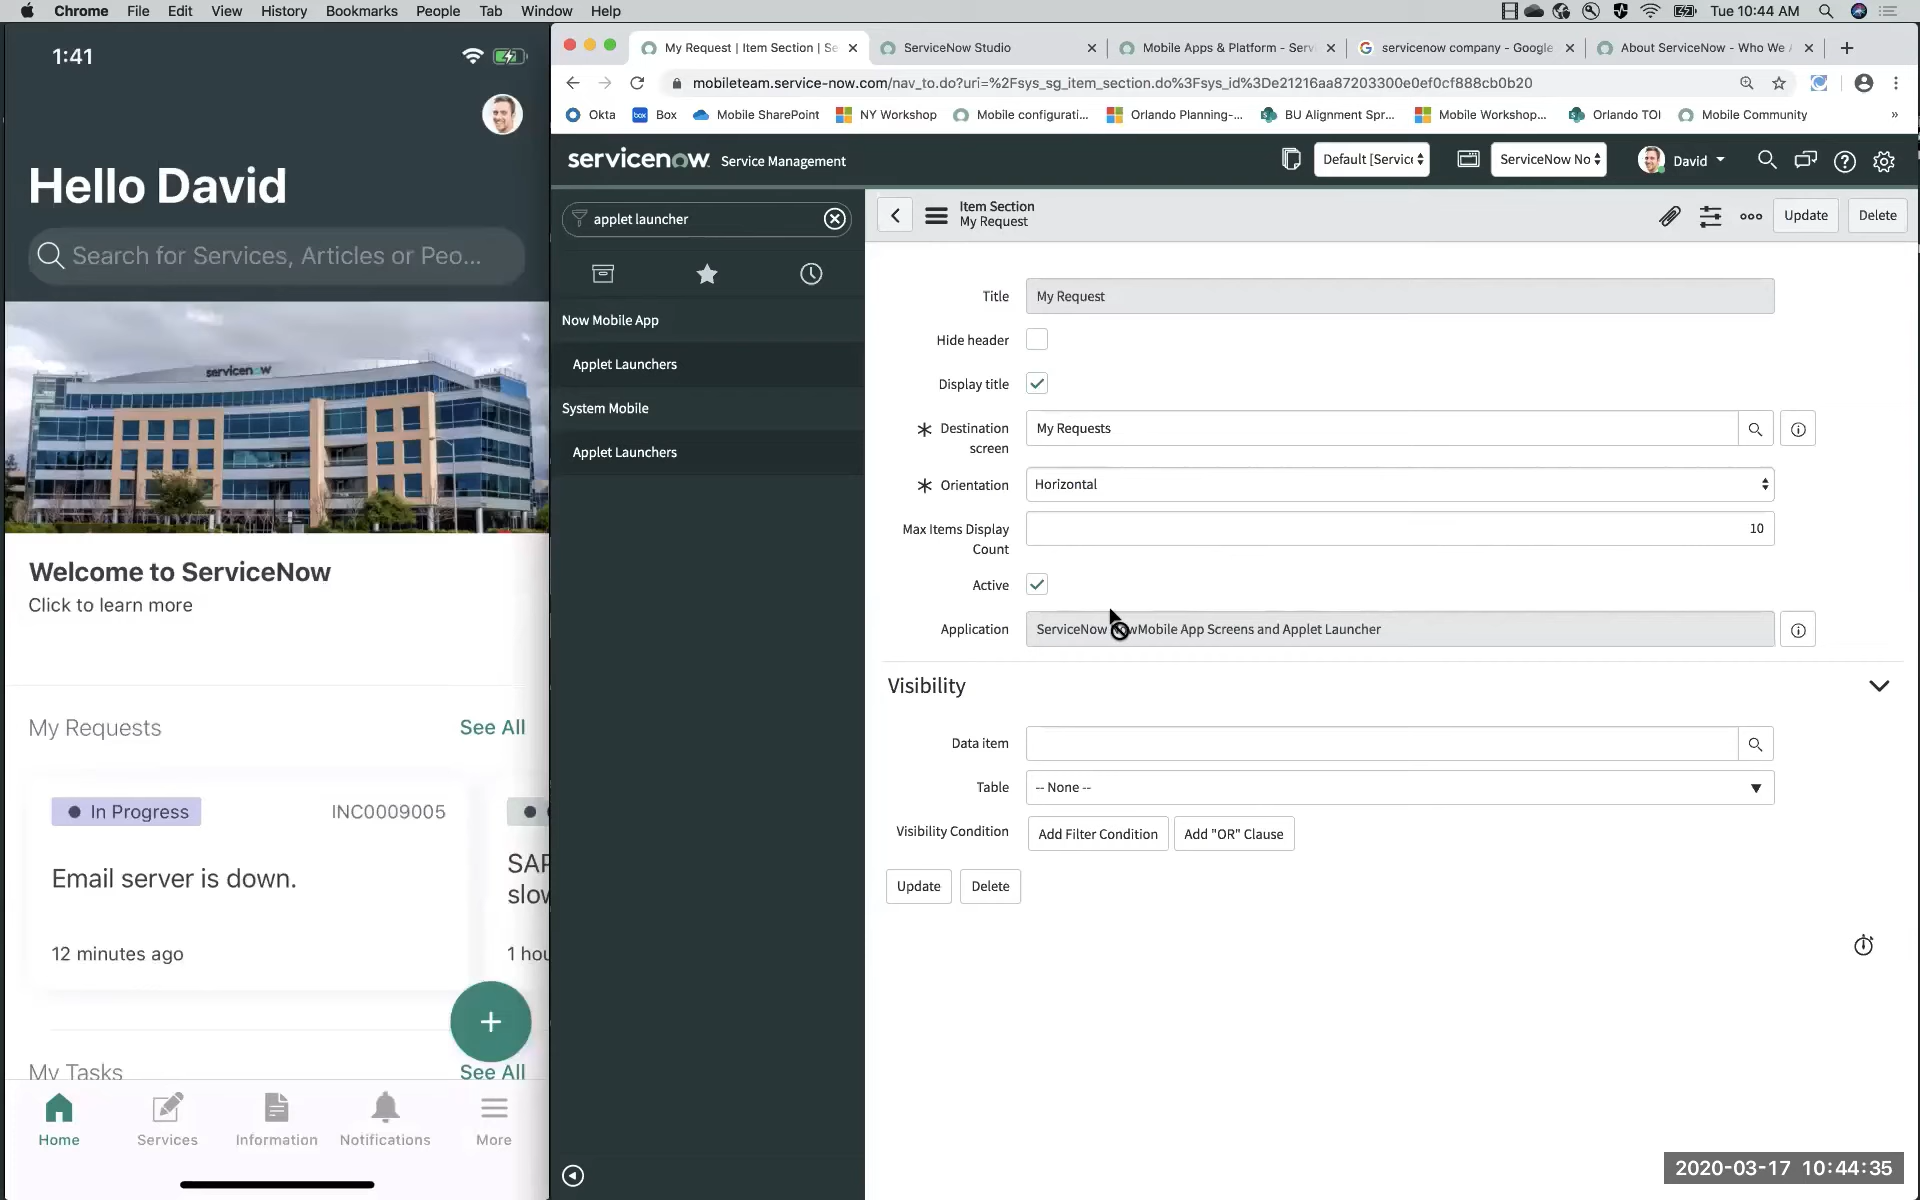 Chrome File Edit View History Bookmarks People Tab Window Help
Tue 10:44 AM
1:41
Hello David
Search for Services, Articles or Peo...
servicenow
Welcome to ServiceNow
Click to learn more
My Requests See All
In Progress INC0009005
Email server is down.
12 minutes ago
SAP
slow
1 hou
My Tasks See All
Home Services Information Notifications More
My Request | Item Section | Se
ServiceNow Studio
Mobile Apps & Platform - Serv
servicenow company - Google
About ServiceNow - Who We A
mobileteam.service-now.com/nav_to.do?uri=%2Fsys_sg_item_section.do%3Fsys_id%3De21216aa87203300e0ef0cf888cb0b20
Okta box Box Mobile SharePoint NY Workshop Mobile configurati... Orlando Planning-... BU Alignment Spr... Mobile Workshop... Orlando TOI Mobile Community »
servicenow Service Management
Default [Service ServiceNow No David
applet launcher
Now Mobile App
Applet Launchers
System Mobile
Applet Launchers
Item Section
My Request
Update Delete
Title My Request
Hide header
Display title
Destination screen My Requests
Orientation Horizontal
Max Items Display Count 10
Active
Application ServiceNow NowMobile App Screens and Applet Launcher
Visibility
Data item
Table -- None --
Visibility Condition Add Filter Condition Add "OR" Clause
Update Delete
2020-03-17 10:44:35